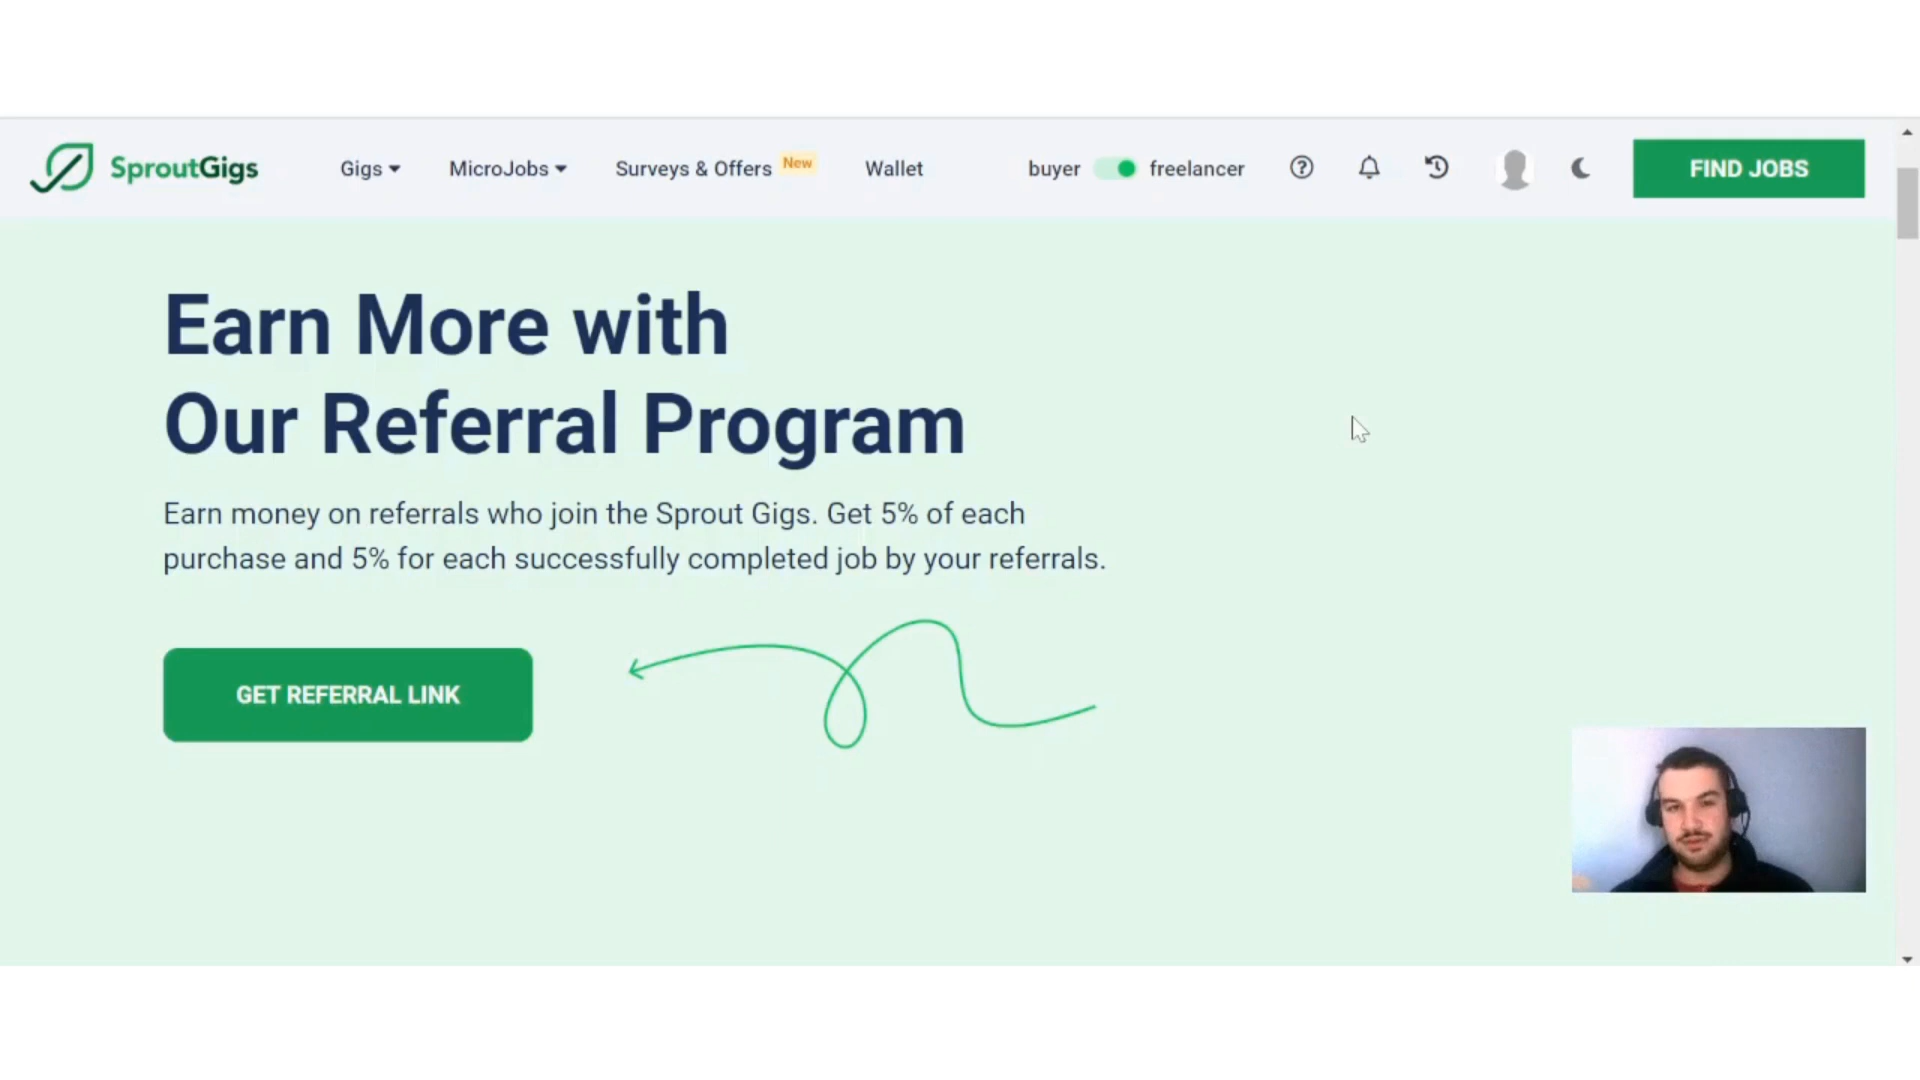 SproutGigs Gigs MicroJobs Surveys & Offers New Wallet buyer freelancer FIND JOBS
Earn More with
Our Referral Program
Earn money on referrals who join the Sprout Gigs. Get 5% of each
purchase and 5% for each successfully completed job by your referrals.
GET REFERRAL LINK